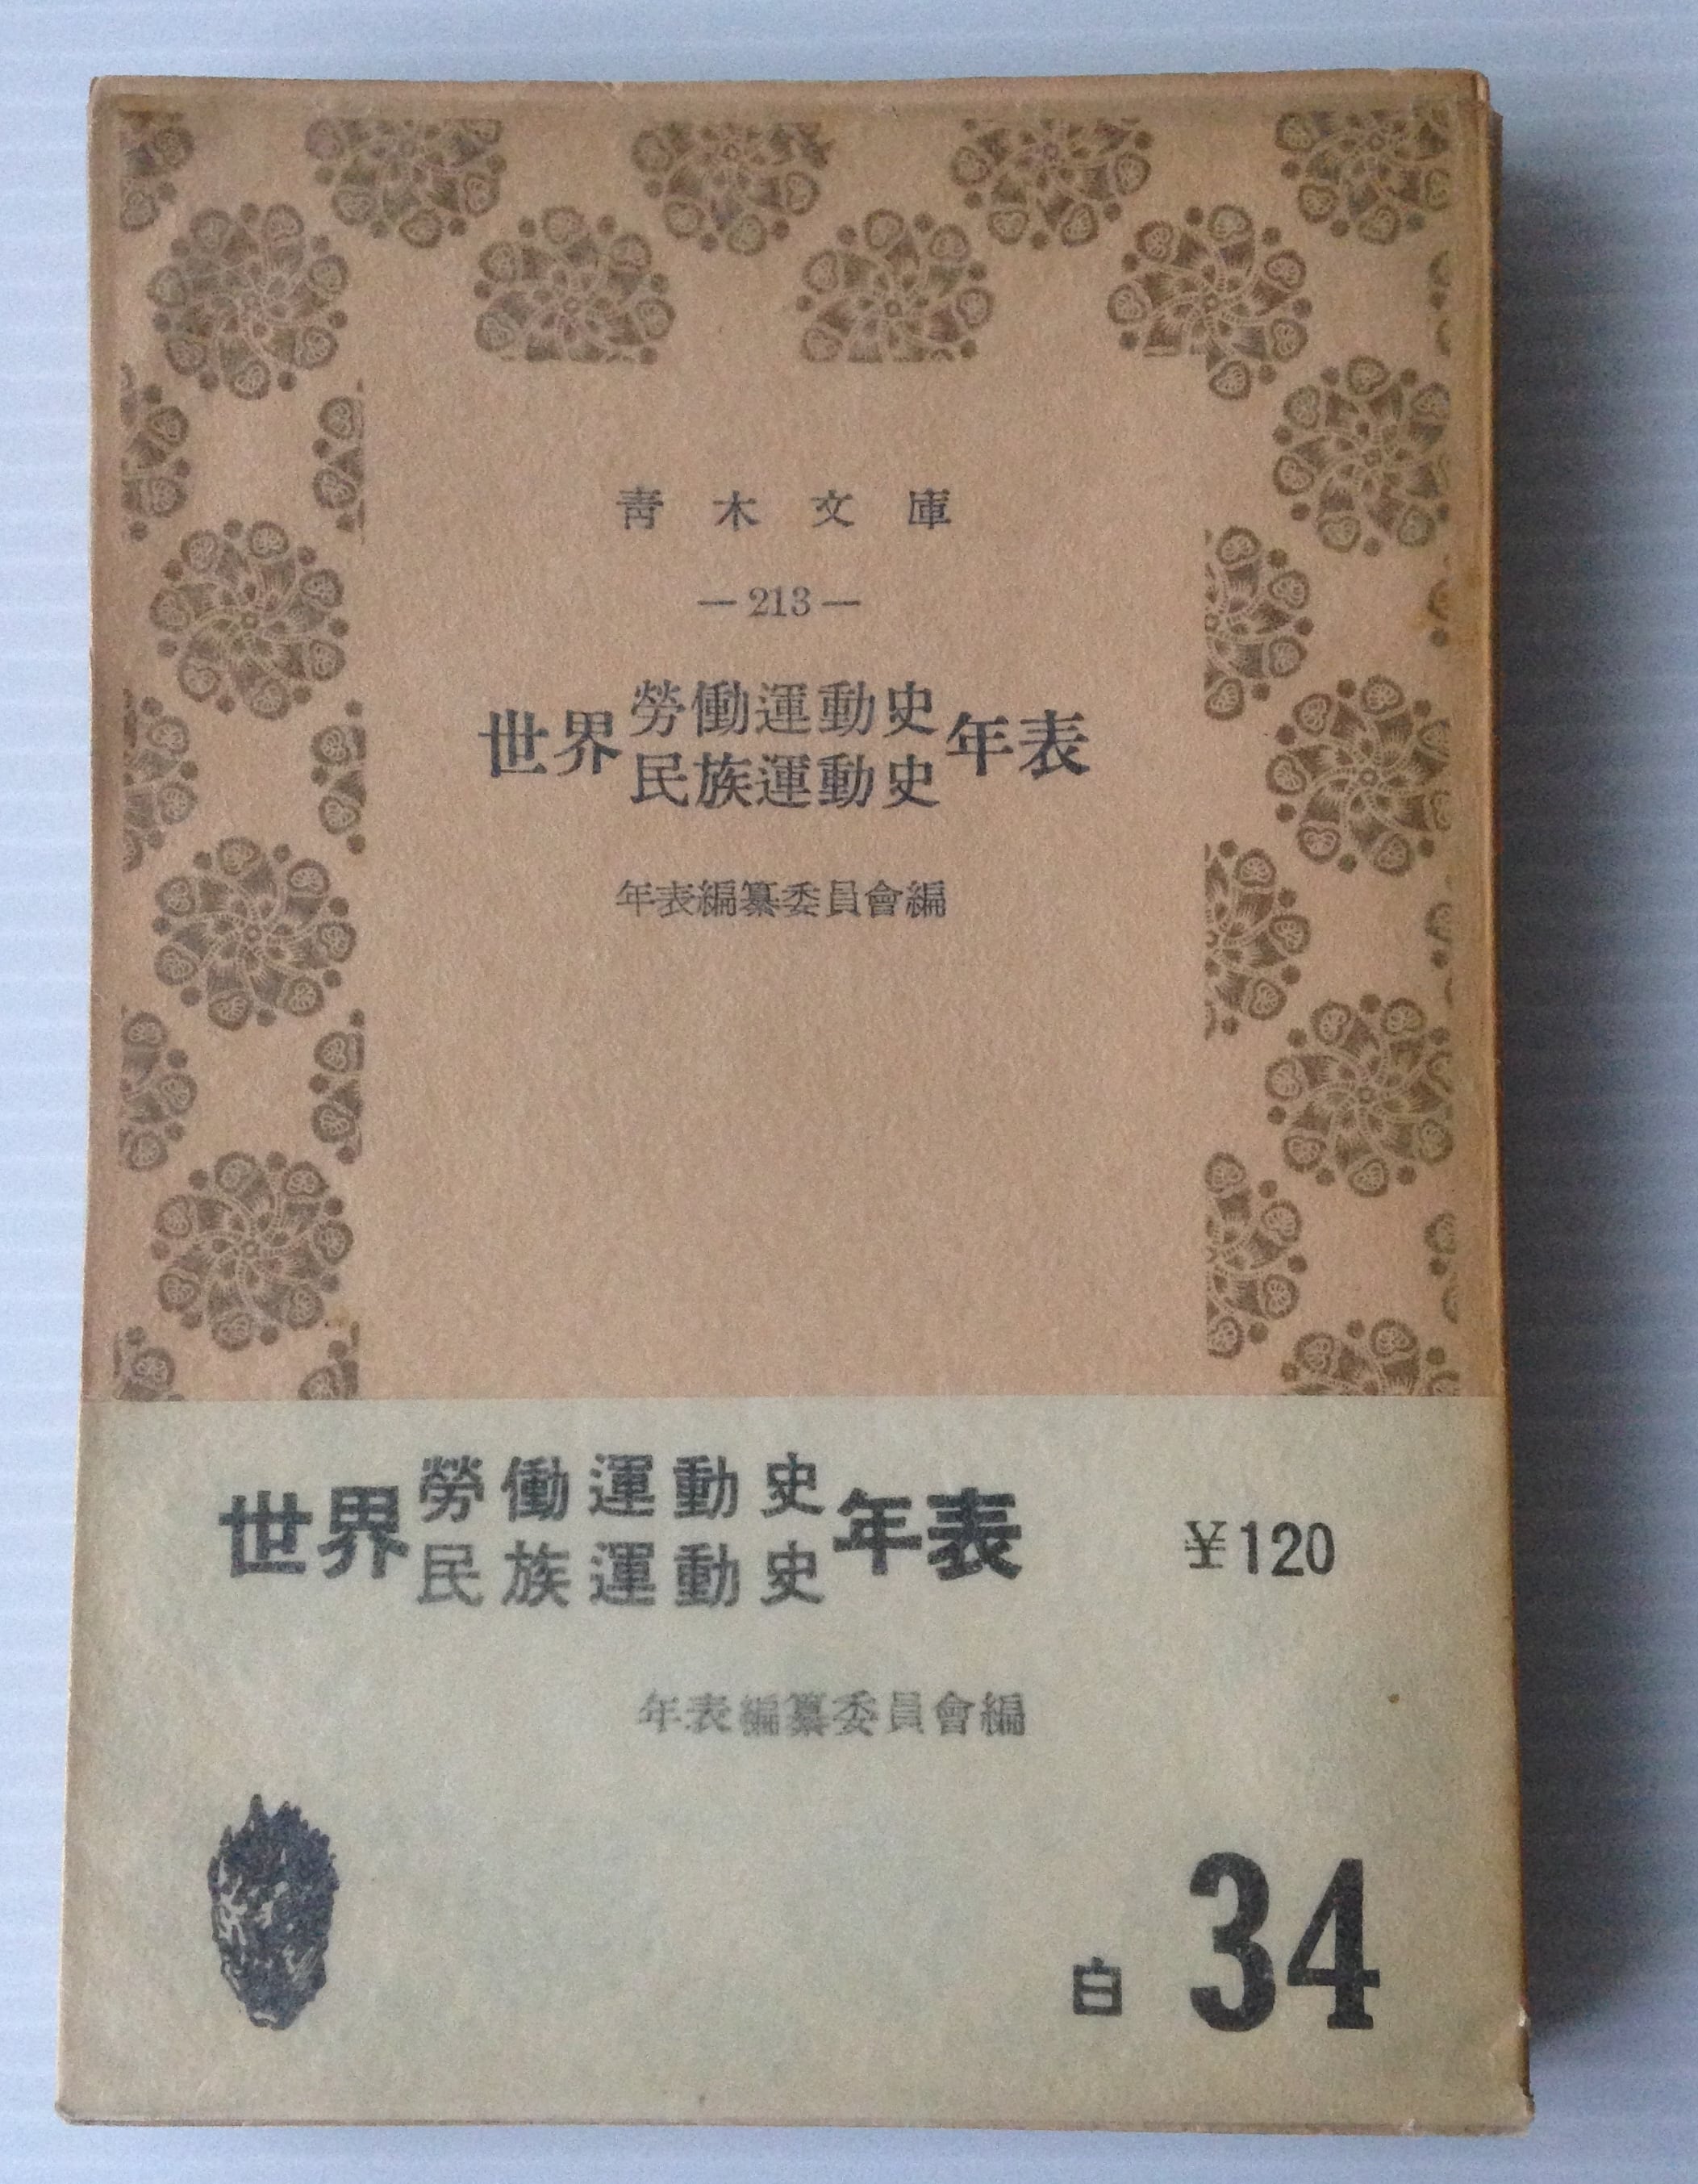 青木文庫
—213—
世界勞働運動史年表
民族運動史
年表編纂委員會編
世界勞働運動史年表
民族運動史
¥120
年表編纂委員會編
白 34